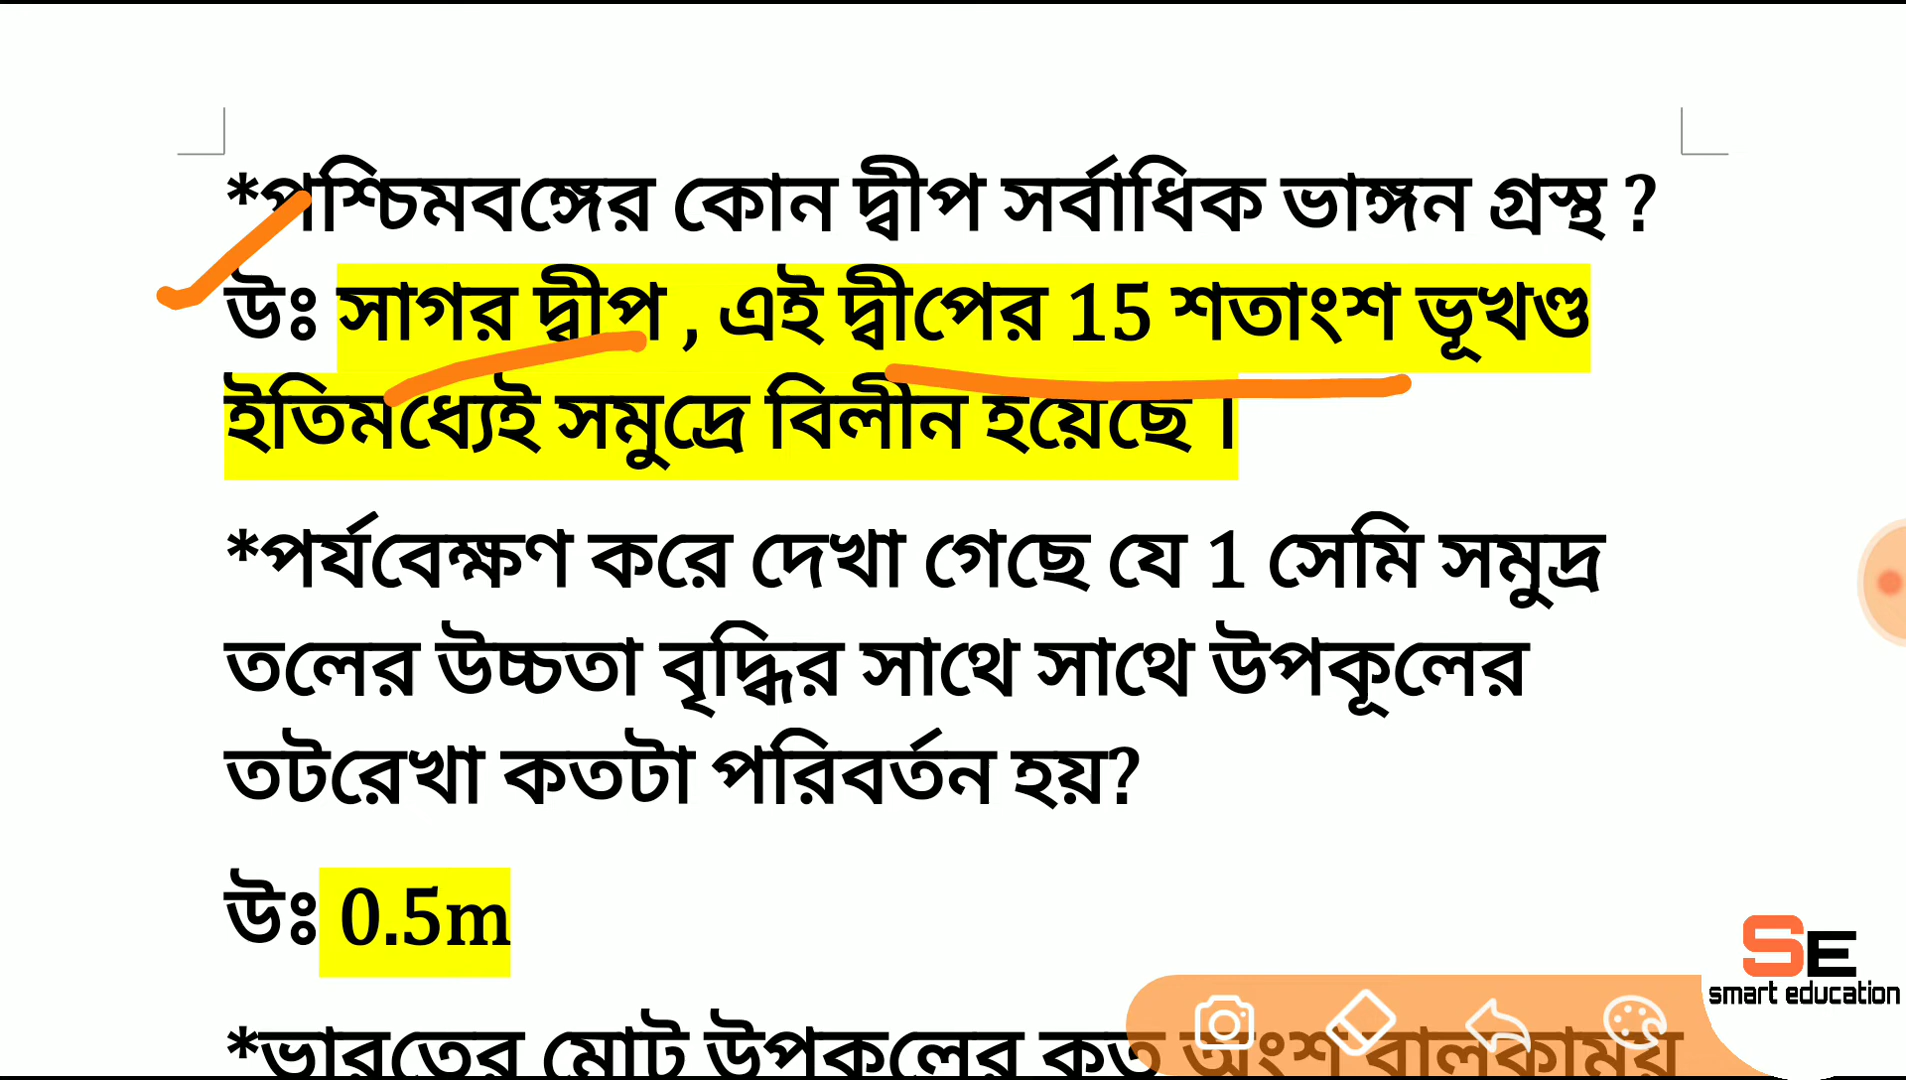 *পশ্চিমবঙ্গের কোন দ্বীপ সর্বাধিক ভাঙ্গন গ্রস্থ ?
উঃ সাগর দ্বীপ , এই দ্বীপের 15 শতাংশ ভূখণ্ড
ইতিমধ্যেই সমুদ্রে বিলীন হয়েছে ।
*পর্যবেক্ষণ করে দেখা গেছে যে 1 সেমি সমুদ্র
তলের উচ্চতা বৃদ্ধির সাথে সাথে উপকূলের
তটরেখা কতটা পরিবর্তন হয়?
উঃ 0.5m
*ভারতের মোট উপকূলের কত অংশ বালুকাময়
SE
smart education